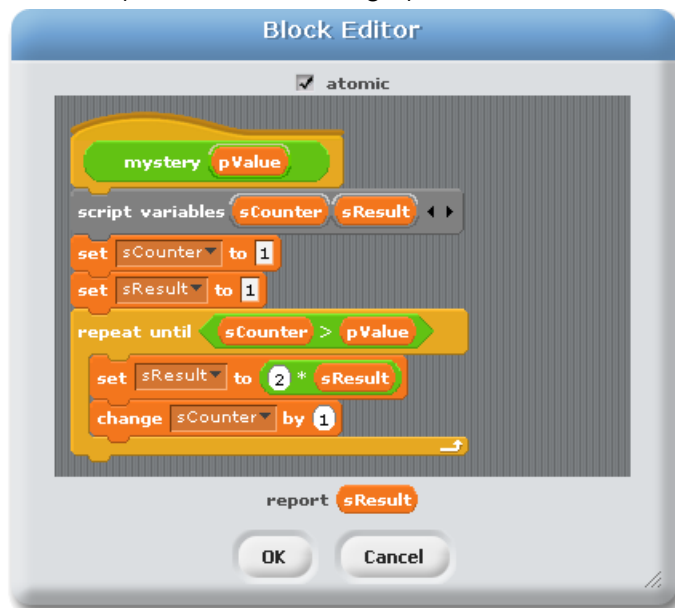 Block Editor
atomic
mystery pValue
script variables sCounter sResult
set sCounter to 1
set sResult to 1
repeat until sCounter > pValue
set sResult to 2 * sResult
change sCounter by 1
report sResult
OK Cancel